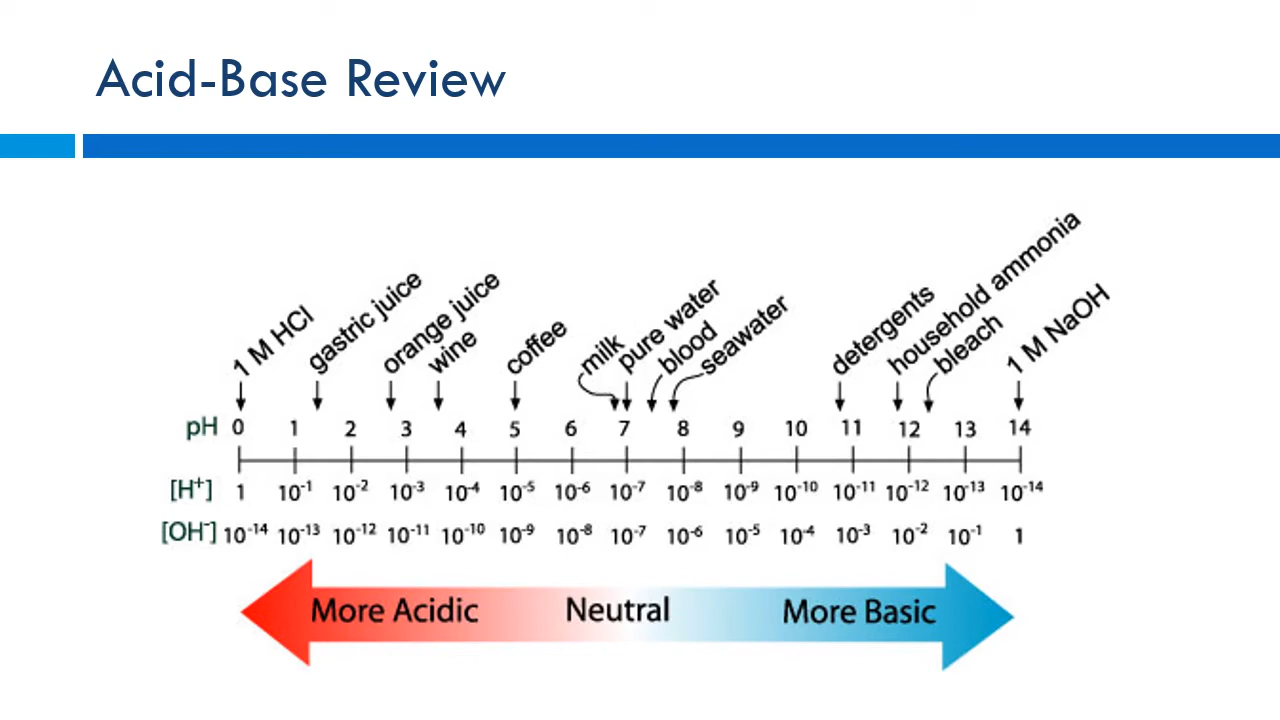 Acid-Base Review
1 M HCl
gastric juice
orange juice
wine
coffee
milk
pure water
blood
seawater
detergents
household ammonia
bleach
1 M NaOH
pH 0 1 2 3 4 5 6 7 8 9 10 11 12 13 14
[H⁺] 1 10⁻¹ 10⁻² 10⁻³ 10⁻⁴ 10⁻⁵ 10⁻⁶ 10⁻⁷ 10⁻⁸ 10⁻⁹ 10⁻¹⁰ 10⁻¹¹ 10⁻¹² 10⁻¹³ 10⁻¹⁴
[OH⁻] 10⁻¹⁴ 10⁻¹³ 10⁻¹² 10⁻¹¹ 10⁻¹⁰ 10⁻⁹ 10⁻⁸ 10⁻⁷ 10⁻⁶ 10⁻⁵ 10⁻⁴ 10⁻³ 10⁻² 10⁻¹ 1
More Acidic Neutral More Basic